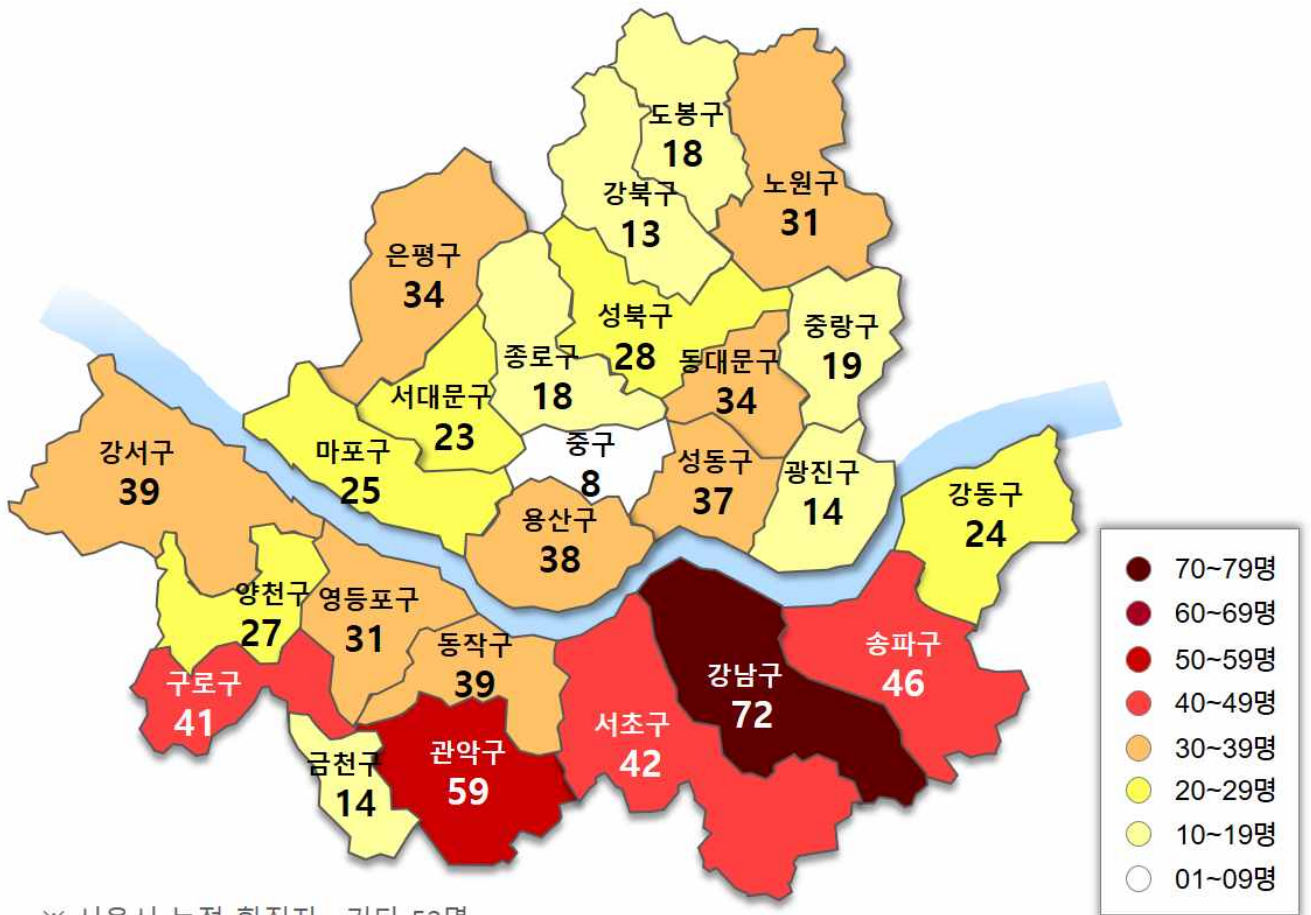 도봉구
18
노원구
31
강북구
13
은평구
34
성북구
28
중랑구
19
종로구
18
동대문구
34
서대문구
23
중구
8
강서구
39
마포구
25
성동구
37
광진구
14
강동구
24
용산구
38
양천구
27
영등포구
31
동작구
39
구로구
41
송파구
46
강남구
72
서초구
42
관악구
59
금천구
14
70~79명
60~69명
50~59명
40~49명
30~39명
20~29명
10~19명
01~09명